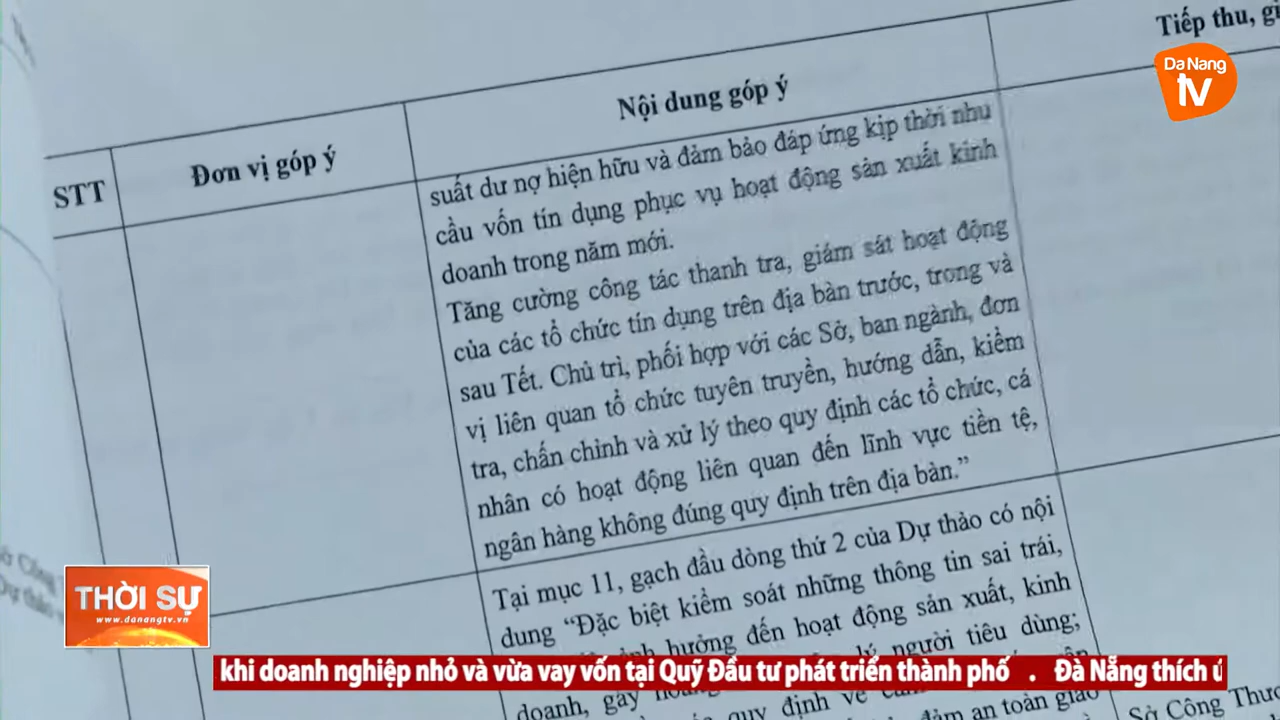 Tiếp thu,
Da Nang
tv
Nội dung góp ý
STT
Đơn vị góp ý
suất dư nợ hiện hữu và đảm bảo đáp ứng kịp thời nhu
cầu vốn tín dụng phục vụ hoạt động sản xuất kinh
doanh trong năm mới.
Tăng cường công tác thanh tra, giám sát hoạt động
của các tổ chức tín dụng trên địa bàn trước, trong và
sau Tết. Chủ trì, phối hợp với các Sở, ban ngành, đơn
vị liên quan tổ chức tuyên truyền, hướng dẫn, kiểm
tra, chấn chỉnh và xử lý theo quy định các tổ chức, cá
nhân có hoạt động liên quan đến lĩnh vực tiền tệ,
ngân hàng không đúng quy định trên địa bàn.”
Tại mục 11, gạch đầu dòng thứ 2 của Dự thảo có nội
dung “Đặc biệt kiểm soát những thông tin sai trái,
hưởng đến hoạt động sản xuất, kinh
doanh, gây lý người tiêu dùng;
quy định về
đảm an toàn giao
Sở Công Thư
Dự thảo
THỜI SỰ
www.danangtv.vn
khi doanh nghiệp nhỏ và vừa vay vốn tại Quỹ Đầu tư phát triển thành phố . Đà Nẵng thích ứ